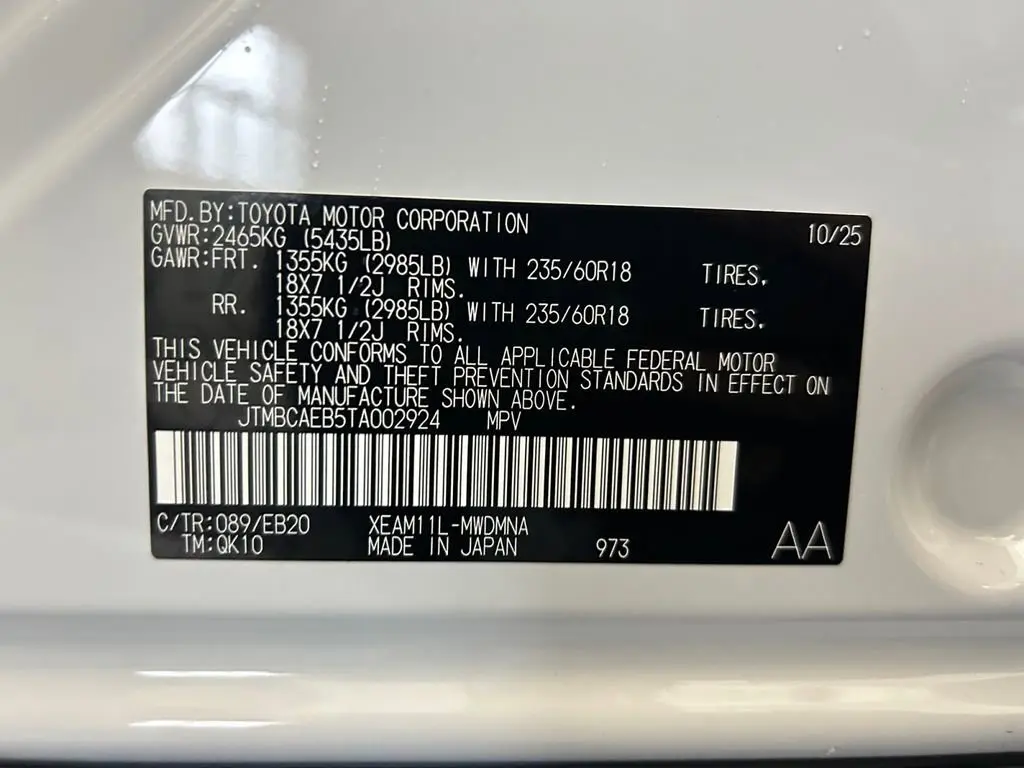 MFD.BY:TOYOTA MOTOR CORPORATION 10/25
GVWR:2465KG (5435LB)
GAWR:FRT. 1355KG (2985LB) WITH 235/60R18 TIRES,
18X7 1/2J RIMS.
RR. 1355KG (2985LB) WITH 235/60R18 TIRES,
18X7 1/2J RIMS.
THIS VEHICLE CONFORMS TO ALL APPLICABLE FEDERAL MOTOR
VEHICLE SAFETY AND THEFT PREVENTION STANDARDS IN EFFECT ON
THE DATE OF MANUFACTURE SHOWN ABOVE.
JTMBCAEB5TA002924 MPV
C/TR:089/EB20 XEAM11L-MWDMNA
TM:QK10 MADE IN JAPAN 973 AA